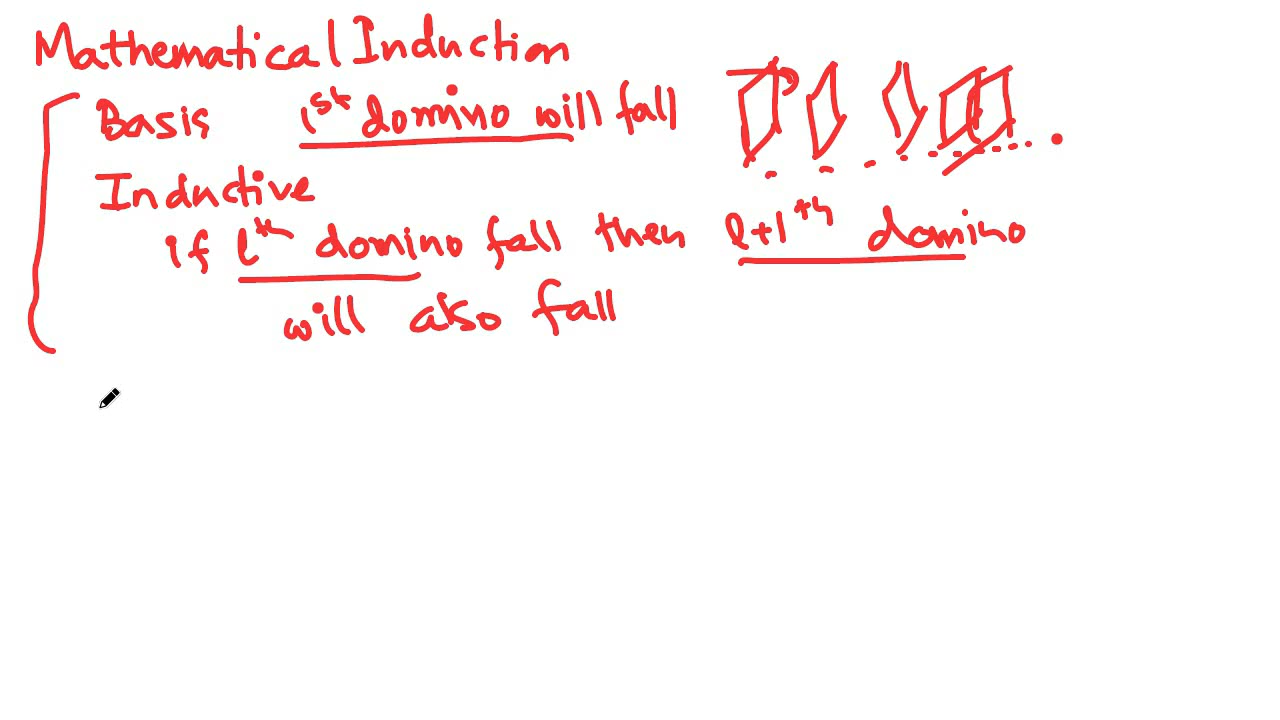 Mathematical Induction
Basis 1st domino will fall
Inductive
if lth domino fall then l+1th domino
will also fall